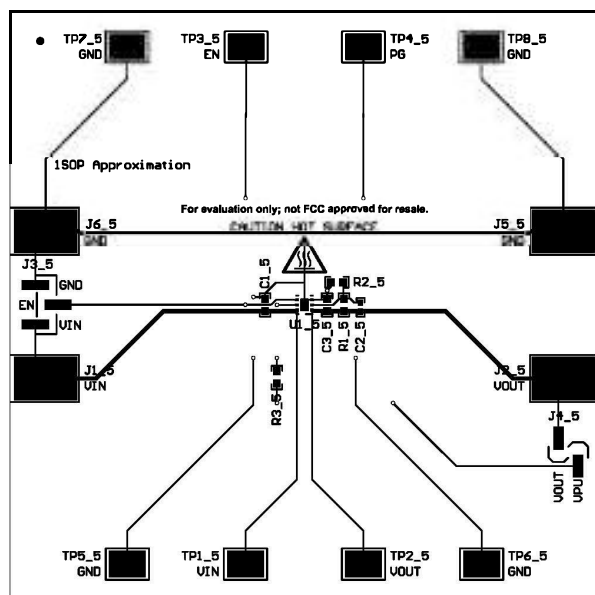 TP7_5
GND
TP3_5
EN
TP4_5
PG
TP8_5
GND
1SOP Approximation
For evaluation only; not FCC approved for resale.
CAUTION HOT SURFACE
J6_5
GND
J5_5
GND
J3_5
GND
EN
VIN
C1_5
R2_5
U1_5
C3_5
R1_5
C2_5
J1_5
VIN
J2_5
VOUT
R3_5
J4_5
VOUT
VPU
TP5_5
GND
TP1_5
VIN
TP2_5
VOUT
TP6_5
GND